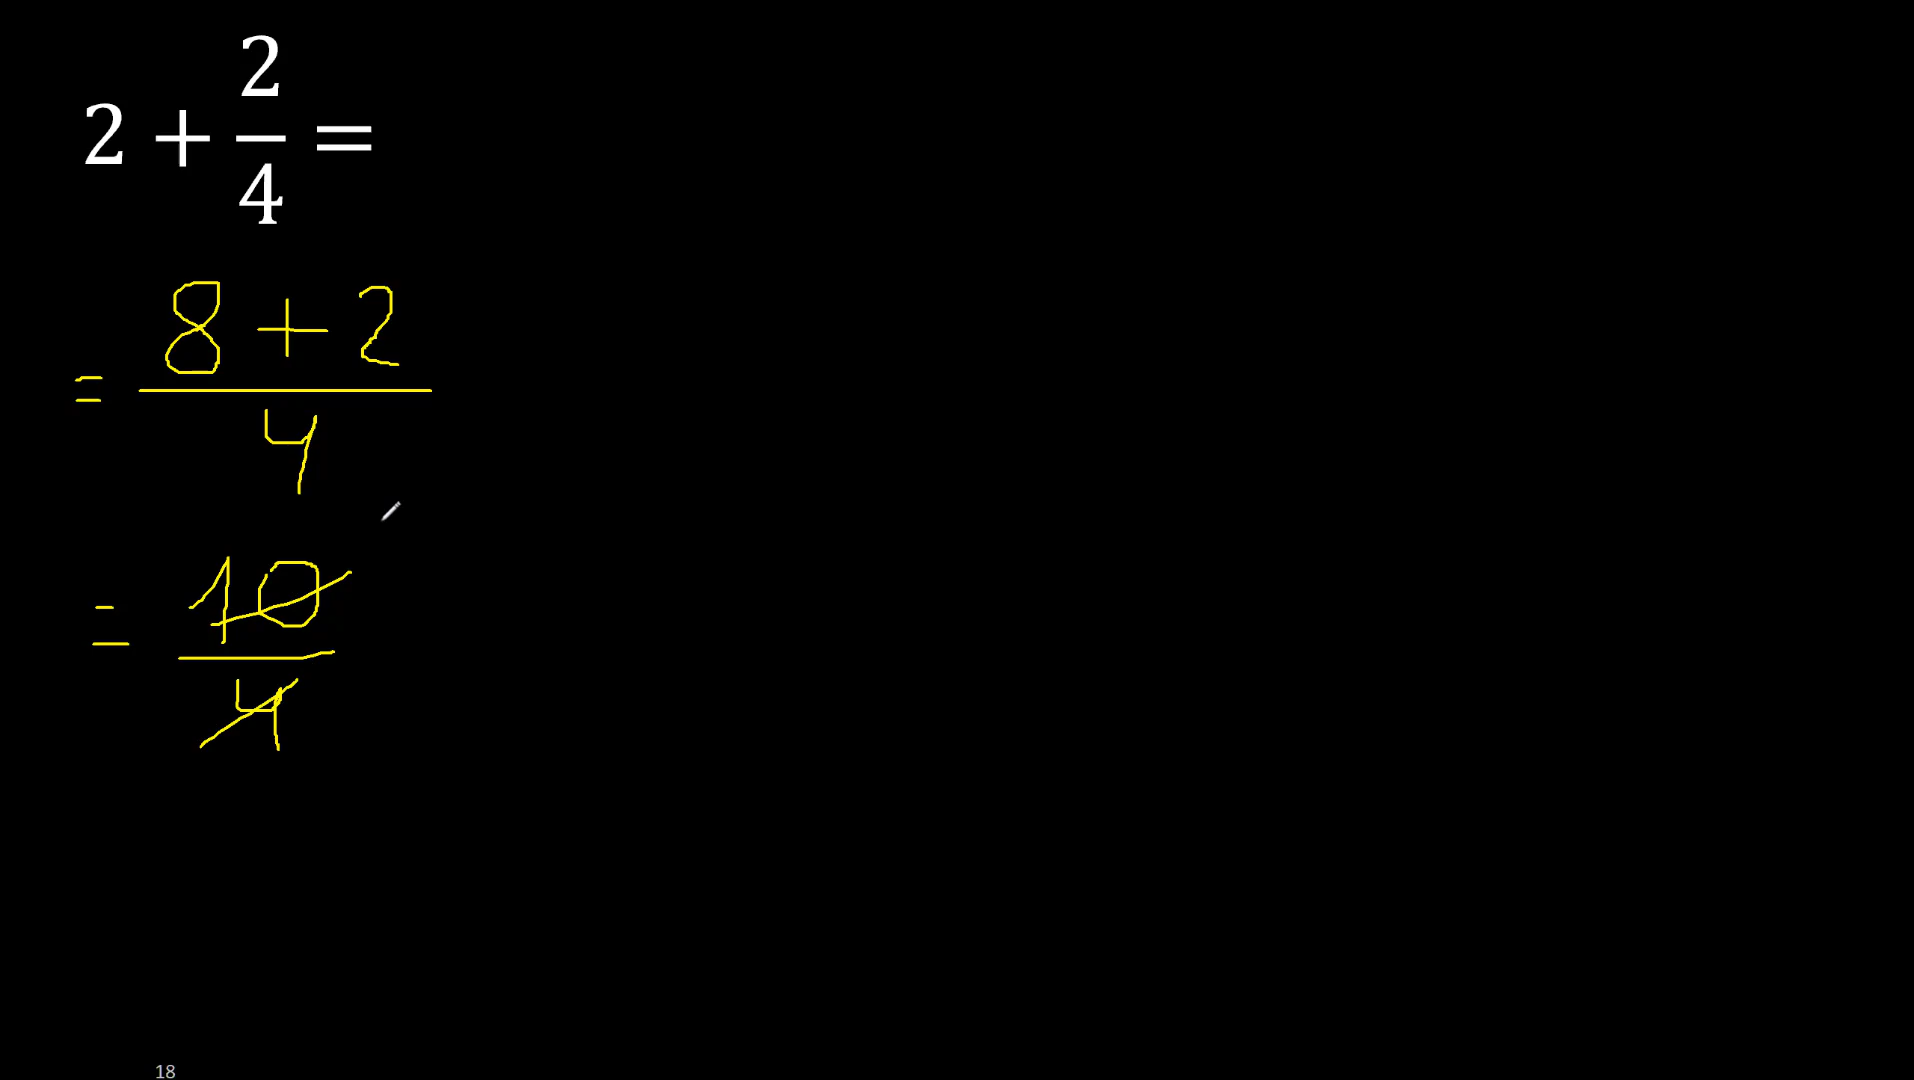 2 + 2/4 =
= 8 + 2 / 4
= 10 / 4
18